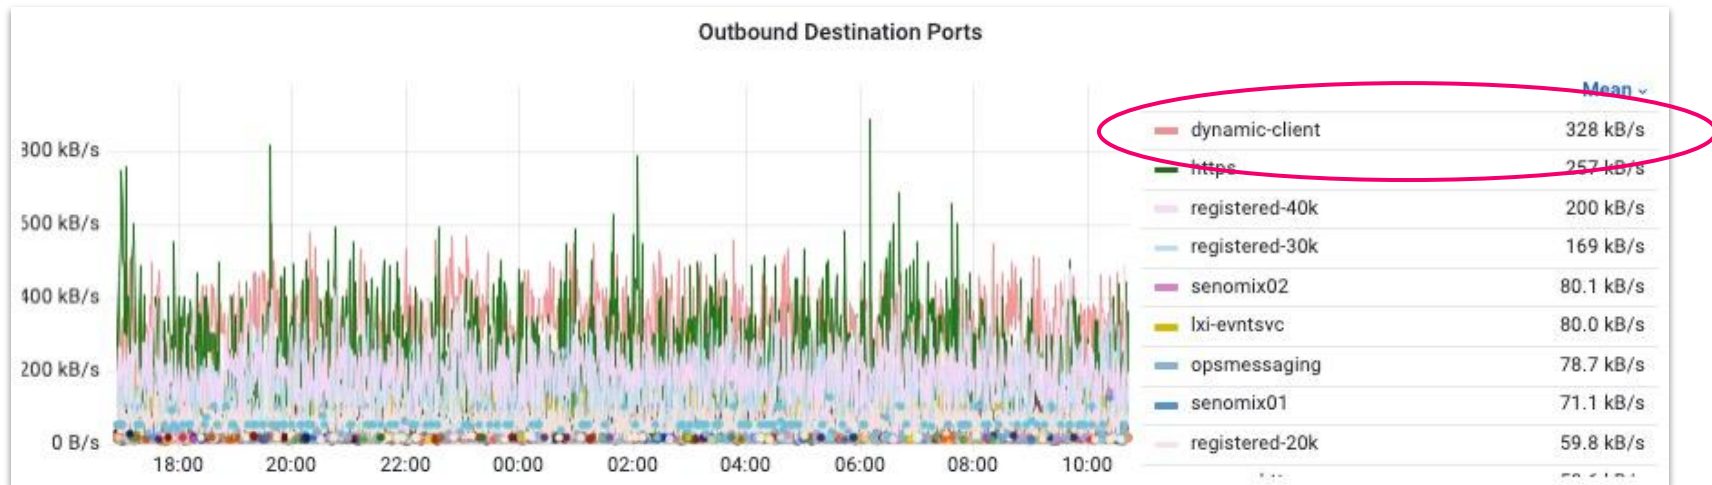 Outbound Destination Ports
Mean
dynamic-client 328 kB/s
https 257 kB/s
registered-40k 200 kB/s
registered-30k 169 kB/s
senomix02 80.1 kB/s
lxi-evntsvc 80.0 kB/s
opsmessaging 78.7 kB/s
senomix01 71.1 kB/s
registered-20k 59.8 kB/s
800 kB/s
600 kB/s
400 kB/s
200 kB/s
0 B/s
18:00 20:00 22:00 00:00 02:00 04:00 06:00 08:00 10:00